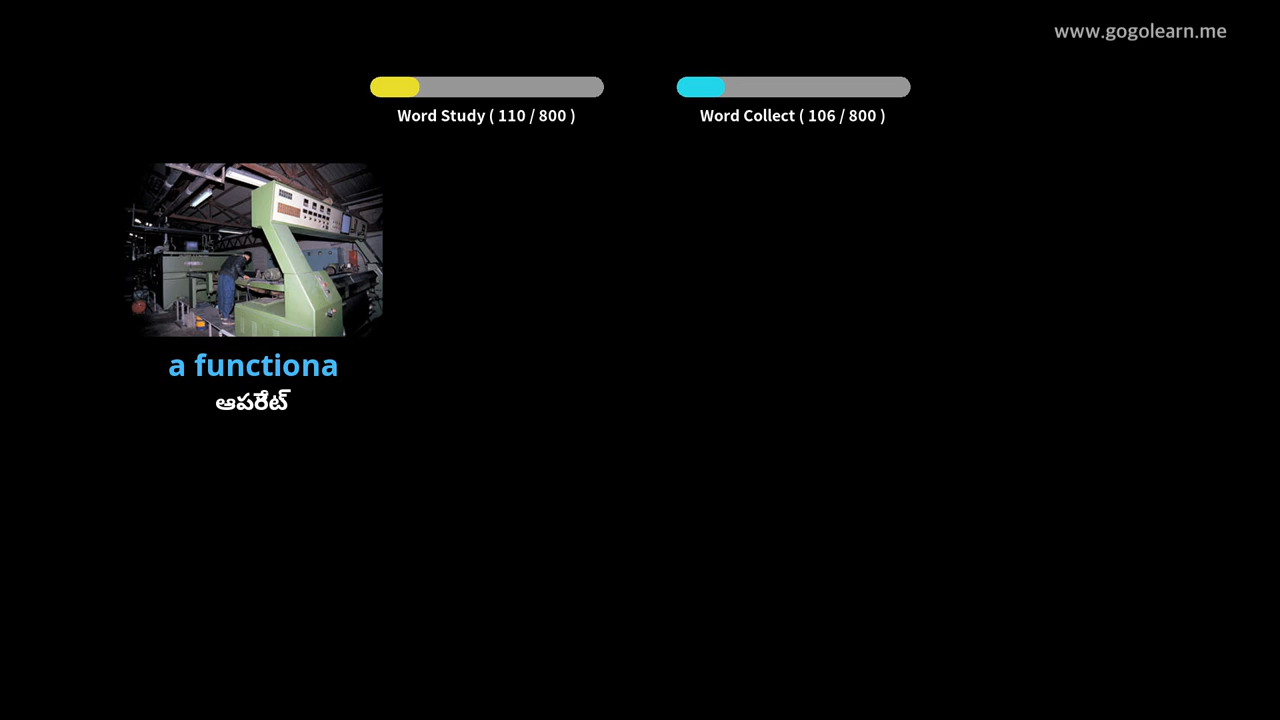 www.gogolearn.me
Word Study ( 110 / 800 )
Word Collect ( 106 / 800 )
a functiona
ఆపరేట్